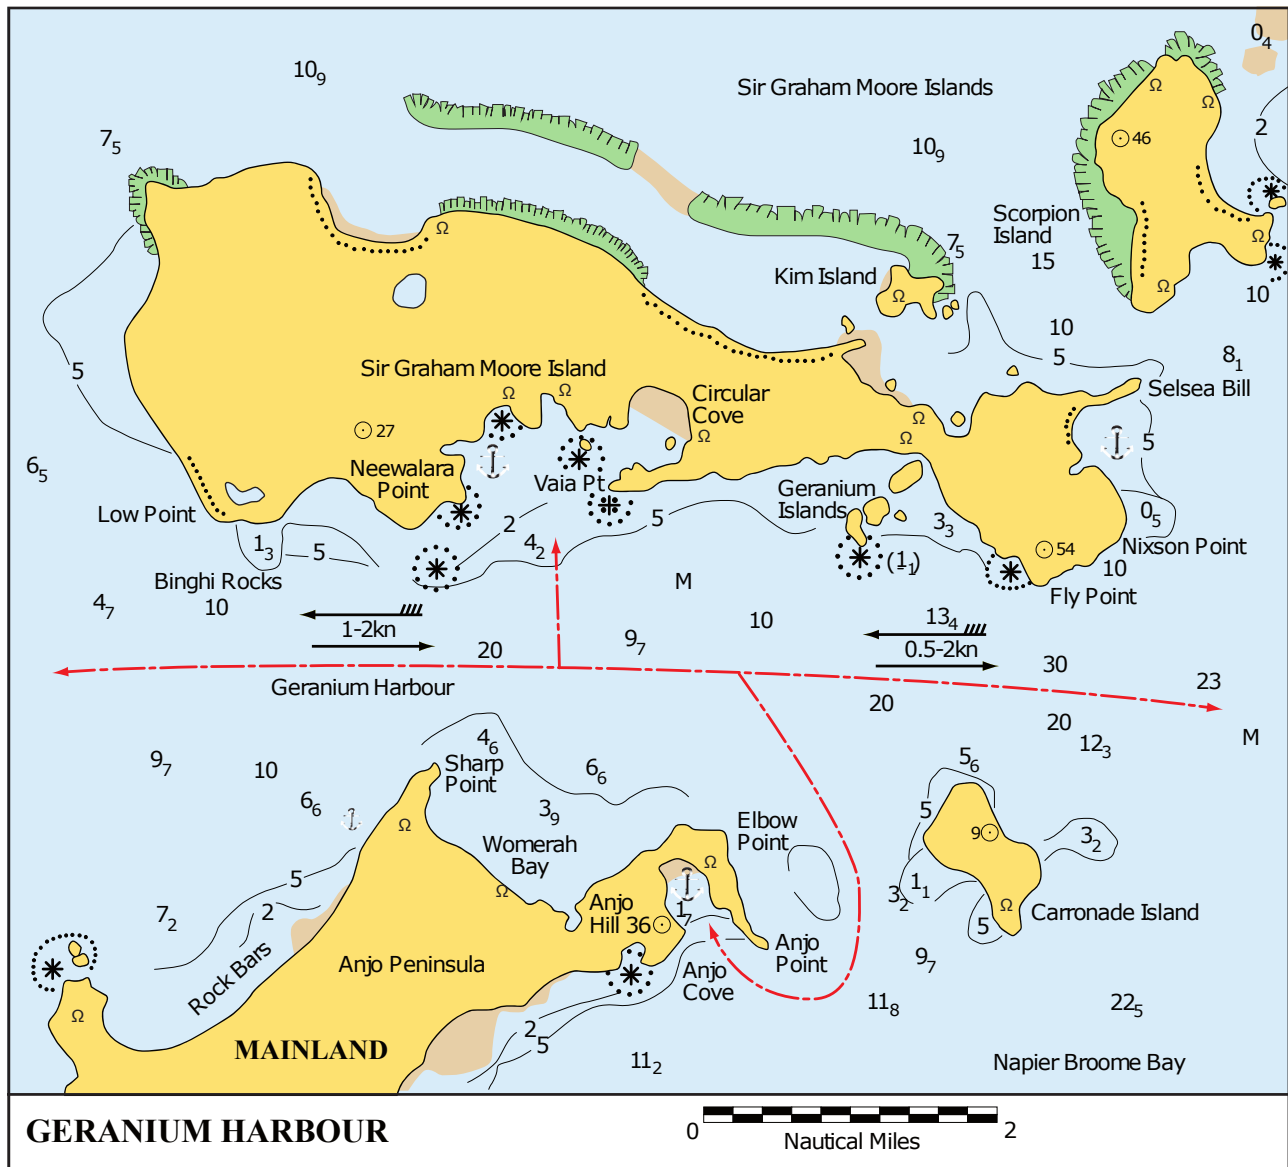 0₄
10₉
Sir Graham Moore Islands
2
7₅
46
10₉
Scorpion
Island
15
7₅
Kim Island
10
10
5
8₁
5
Sir Graham Moore Island
Selsea Bill
Circular
Cove
27
5
6₅
Neewalara
Point
Vaia Pt
Geranium
Islands
Low Point
2
5
3₃
0₅
1₃
5
4₂
Nixson Point
54
(1₁)
10
Binghi Rocks
M
Fly Point
4₇
10
10
13₄
1-2kn
9₇
0.5-2kn
20
30
Geranium Harbour
23
20
20
12₃
M
4₆
9₇
10
Sharp
Point
6₆
5₆
6₆
3₉
5
Elbow
Point
9
3₂
Womerah
Bay
5
1₁
3₂
2
7₂
Anjo
Hill 36
1₇
Carronade Island
5
Anjo
Point
9₇
Rock Bars
Anjo Peninsula
Anjo
Cove
11₈
22₅
2
5
MAINLAND
11₂
Napier Broome Bay
GERANIUM HARBOUR
0
2
Nautical Miles